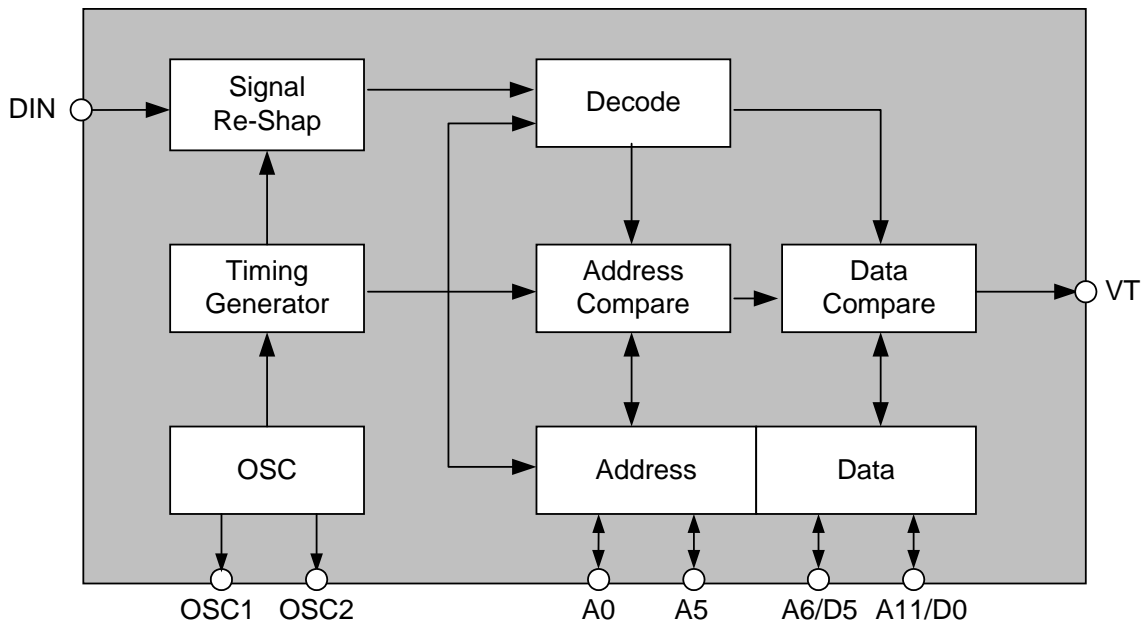 Signal
Re-Shap
Decode
DIN
Timing
Generator
Address
Compare
Data
Compare
VT
OSC
Address
Data
OSC1
OSC2
A0
A5
A6/D5
A11/D0